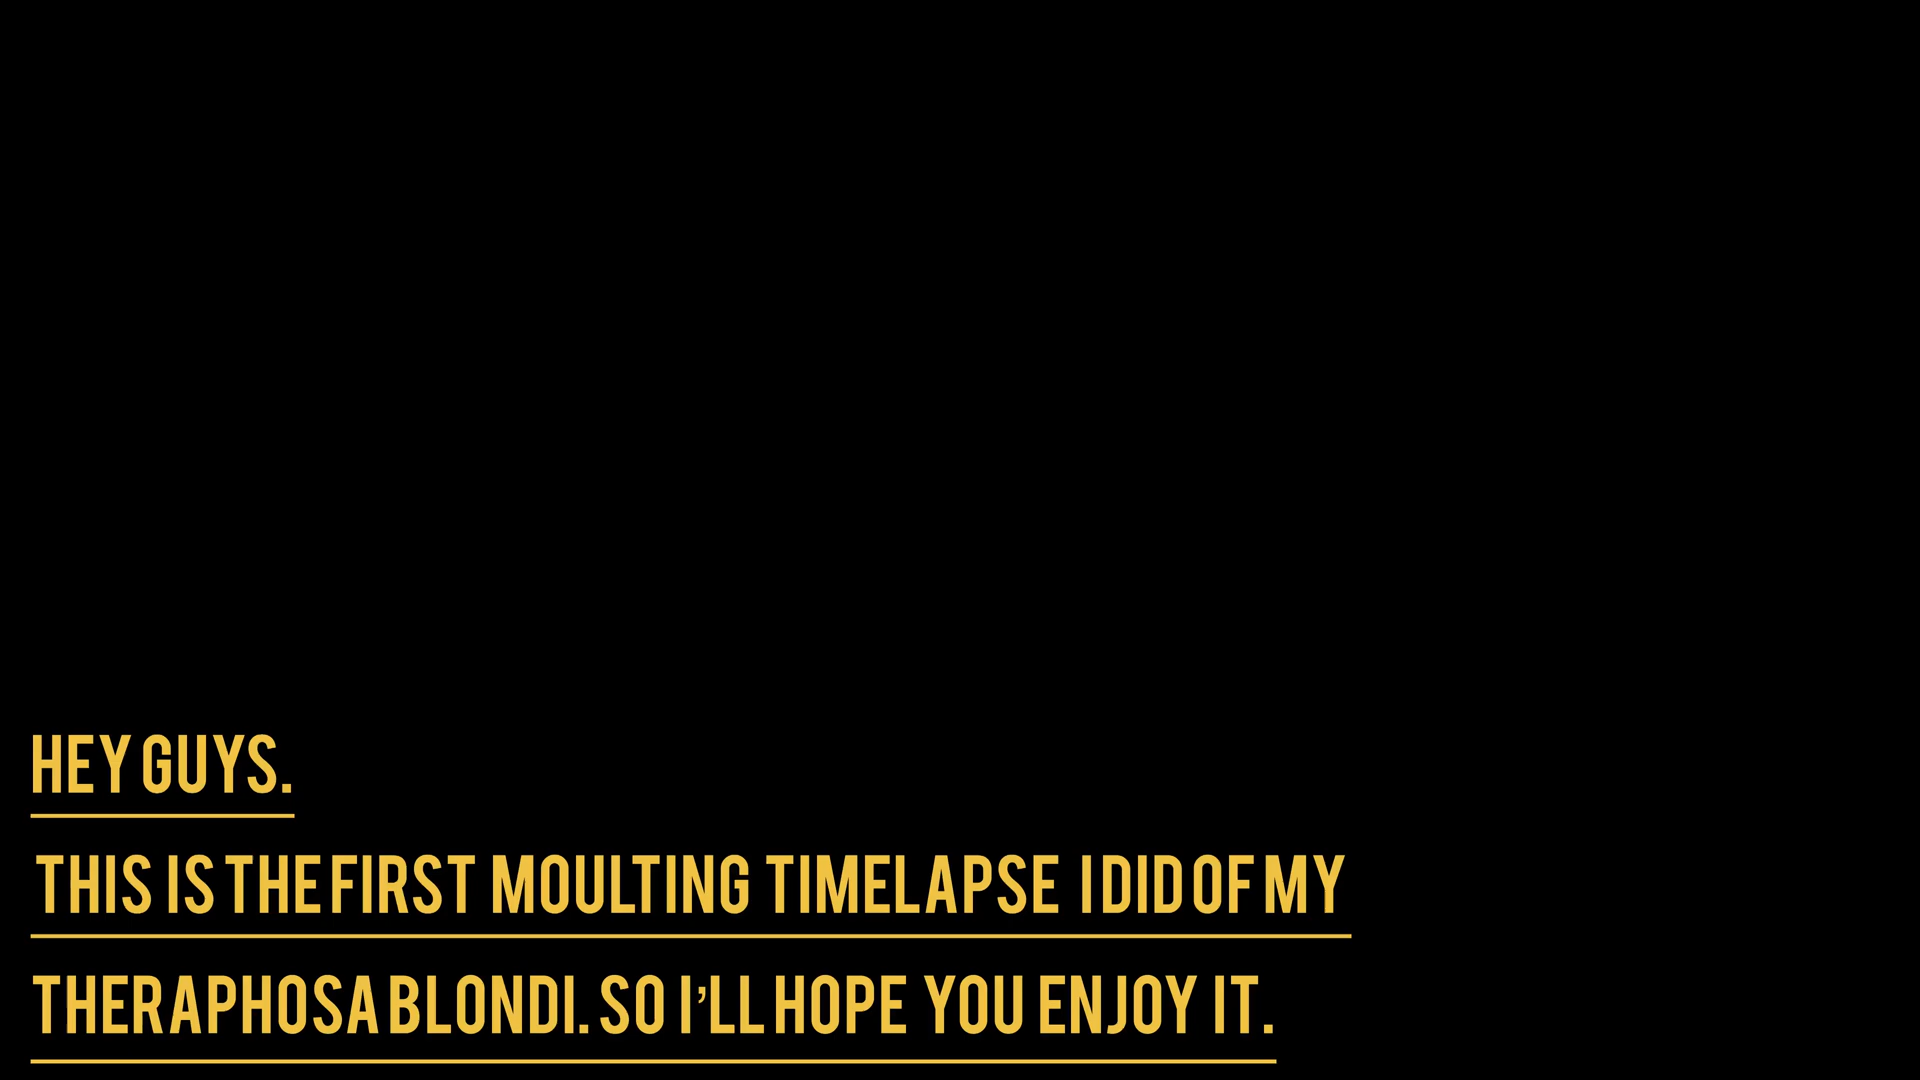 HEY GUYS.
THIS IS THE FIRST MOULTING TIMELAPSE I DID OF MY
THERAPHOSA BLONDI. SO I'LL HOPE YOU ENJOY IT.